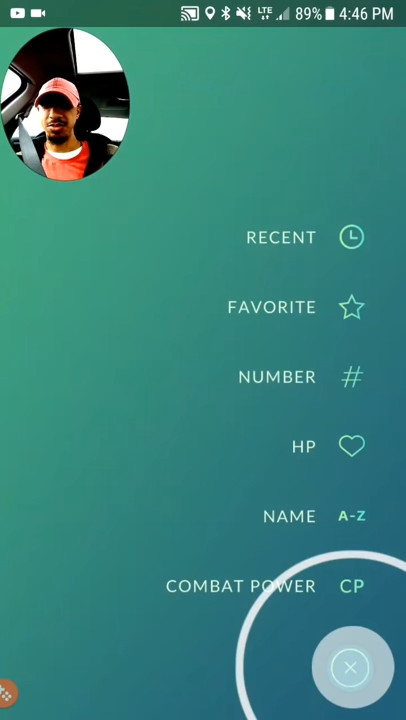 LTE 89% 4:46 PM
RECENT
FAVORITE
NUMBER #
HP
NAME A-Z
COMBAT POWER CP